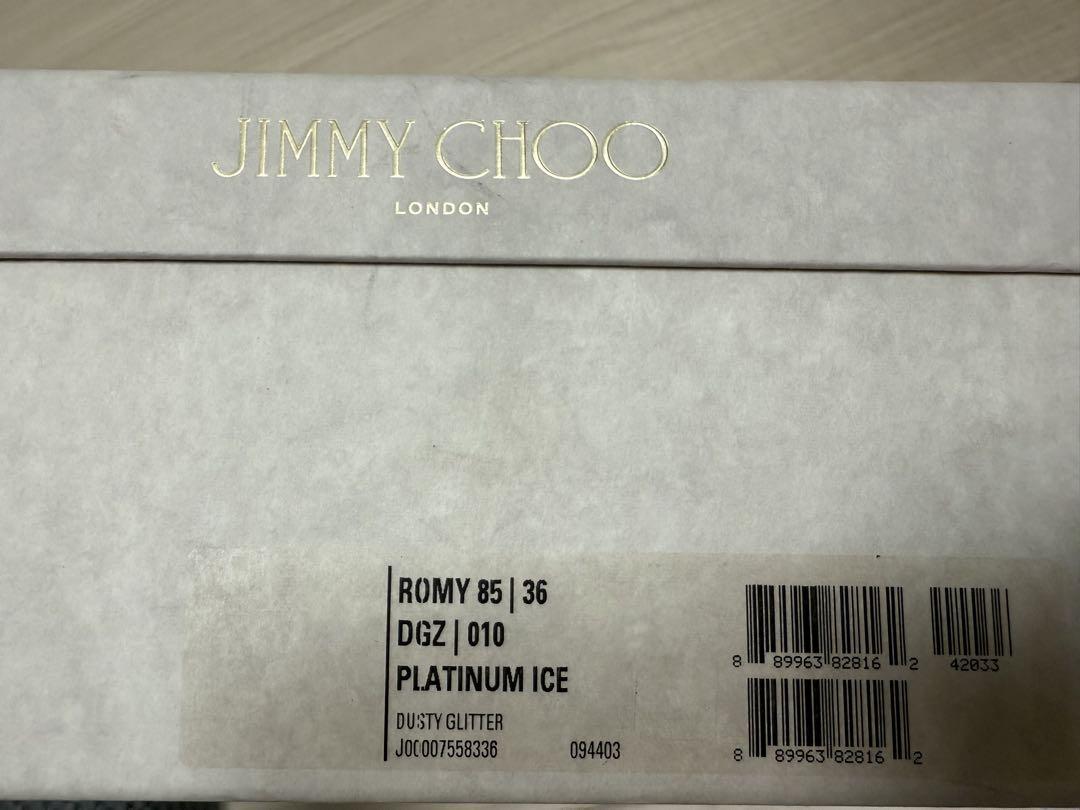 JIMMY CHOO
LONDON
ROMY 85 | 36
DGZ | 010
PLATINUM ICE
DUSTY GLITTER
J000007558336 094403
8 89963 82816 2 42033
8 89963 82816 2